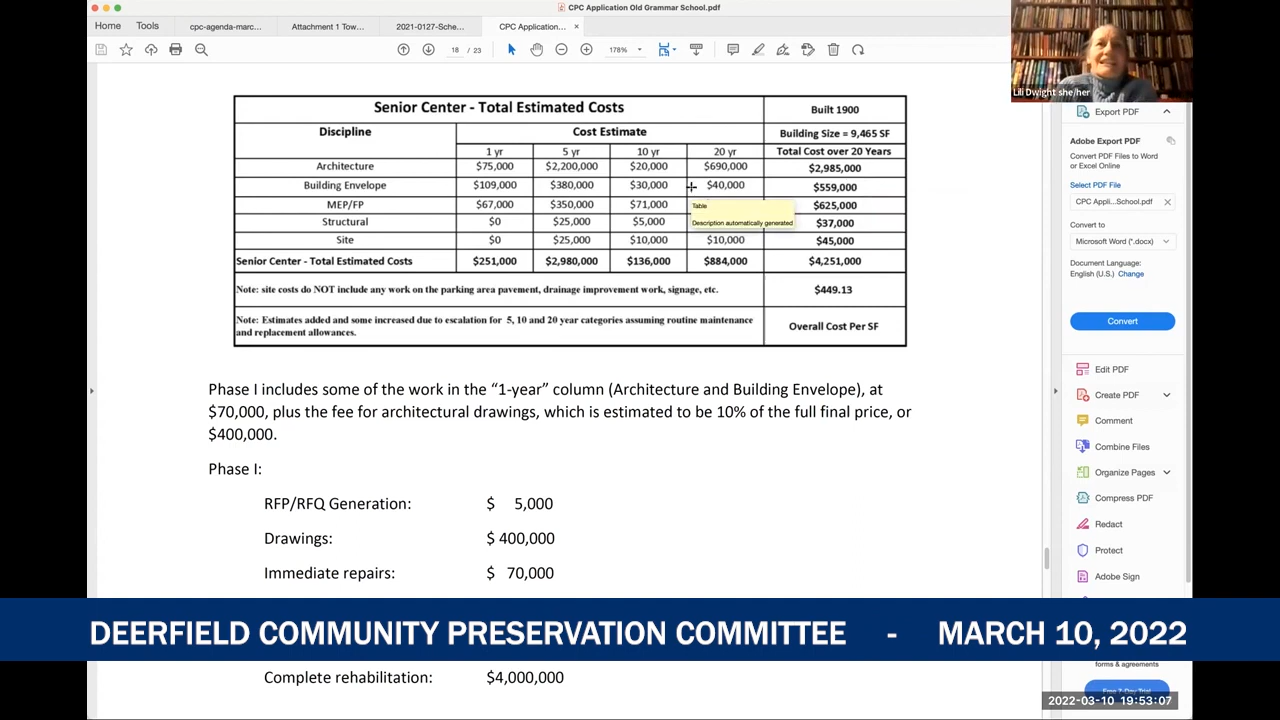 CPC Application Old Grammar School.pdf
Home Tools cpc-agenda-marc... Attachment 1 Tow... 2021-0127-Sche... CPC Application... ×
18 / 23 178%
Lili Dwight she/her
Senior Center - Total Estimated Costs Built 1900
Discipline Cost Estimate Building Size = 9,465 SF
1 yr 5 yr 10 yr 20 yr Total Cost over 20 Years
Architecture $75,000 $2,200,000 $20,000 $690,000 $2,985,000
Building Envelope $109,000 $380,000 $30,000 $40,000 $559,000
MEP/FP $67,000 $350,000 $71,000 $625,000
Structural $0 $25,000 $5,000 $37,000
Site $0 $25,000 $10,000 $10,000 $45,000
Senior Center - Total Estimated Costs $251,000 $2,980,000 $136,000 $884,000 $4,251,000
Note: site costs do NOT include any work on the parking area pavement, drainage improvement work, signage, etc. $449.13
Note: Estimates added and some increased due to escalation for 5, 10 and 20 year categories assuming routine maintenance
and replacement allowances. Overall Cost Per SF
Table
Description automatically generated
Phase I includes some of the work in the “1-year” column (Architecture and Building Envelope), at
$70,000, plus the fee for architectural drawings, which is estimated to be 10% of the full final price, or
$400,000.
Phase I:
RFP/RFQ Generation: $ 5,000
Drawings: $ 400,000
Immediate repairs: $ 70,000
Complete rehabilitation: $4,000,000
Export PDF
Adobe Export PDF
Convert PDF Files to Word
or Excel Online
Select PDF File
CPC Appli...School.pdf ×
Convert to
Microsoft Word (*.docx)
Document Language:
English (U.S.) Change
Convert
Edit PDF
Create PDF
Comment
Combine Files
Organize Pages
Compress PDF
Redact
Protect
Adobe Sign
DEERFIELD COMMUNITY PRESERVATION COMMITTEE - MARCH 10, 2022
forms & agreements
Free 7-Day Trial
2022-03-10 19:53:07